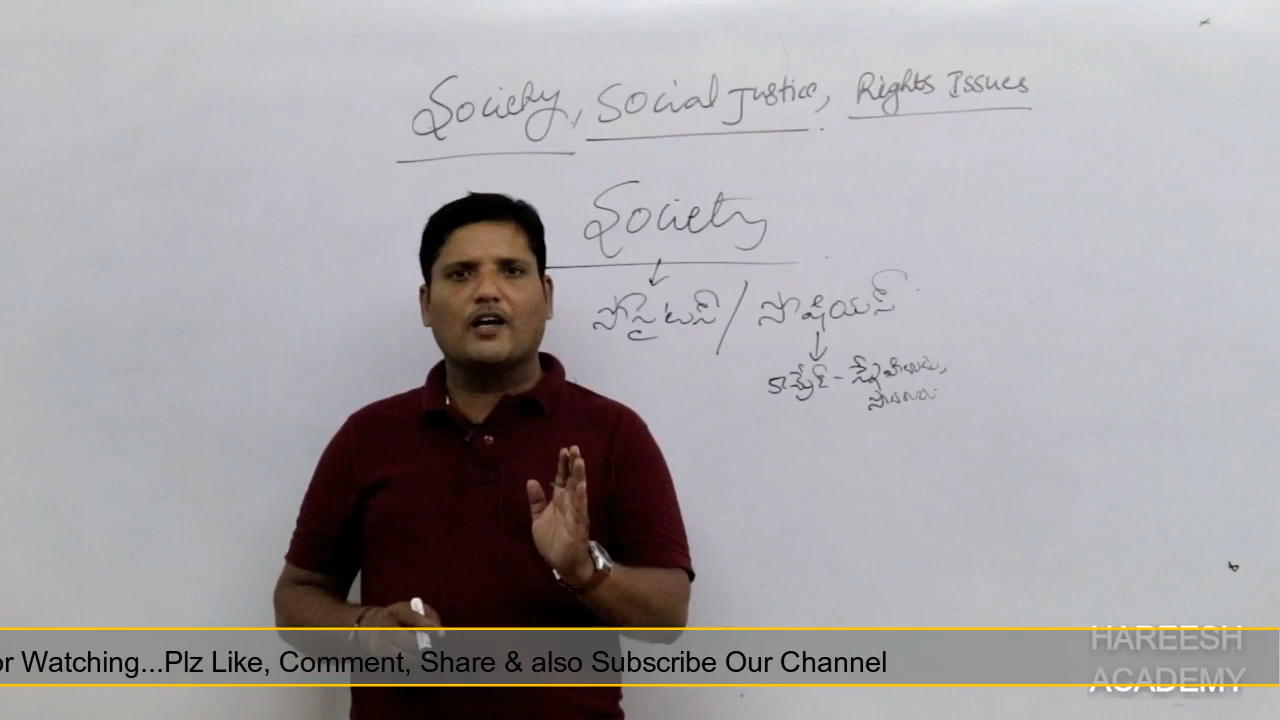 Society, Social Justice, Rights Issues
Society
సొసైటస్ / సొషియస్
or Watching...Plz Like, Comment, Share & also Subscribe Our Channel
HAREESH
ACADEMY